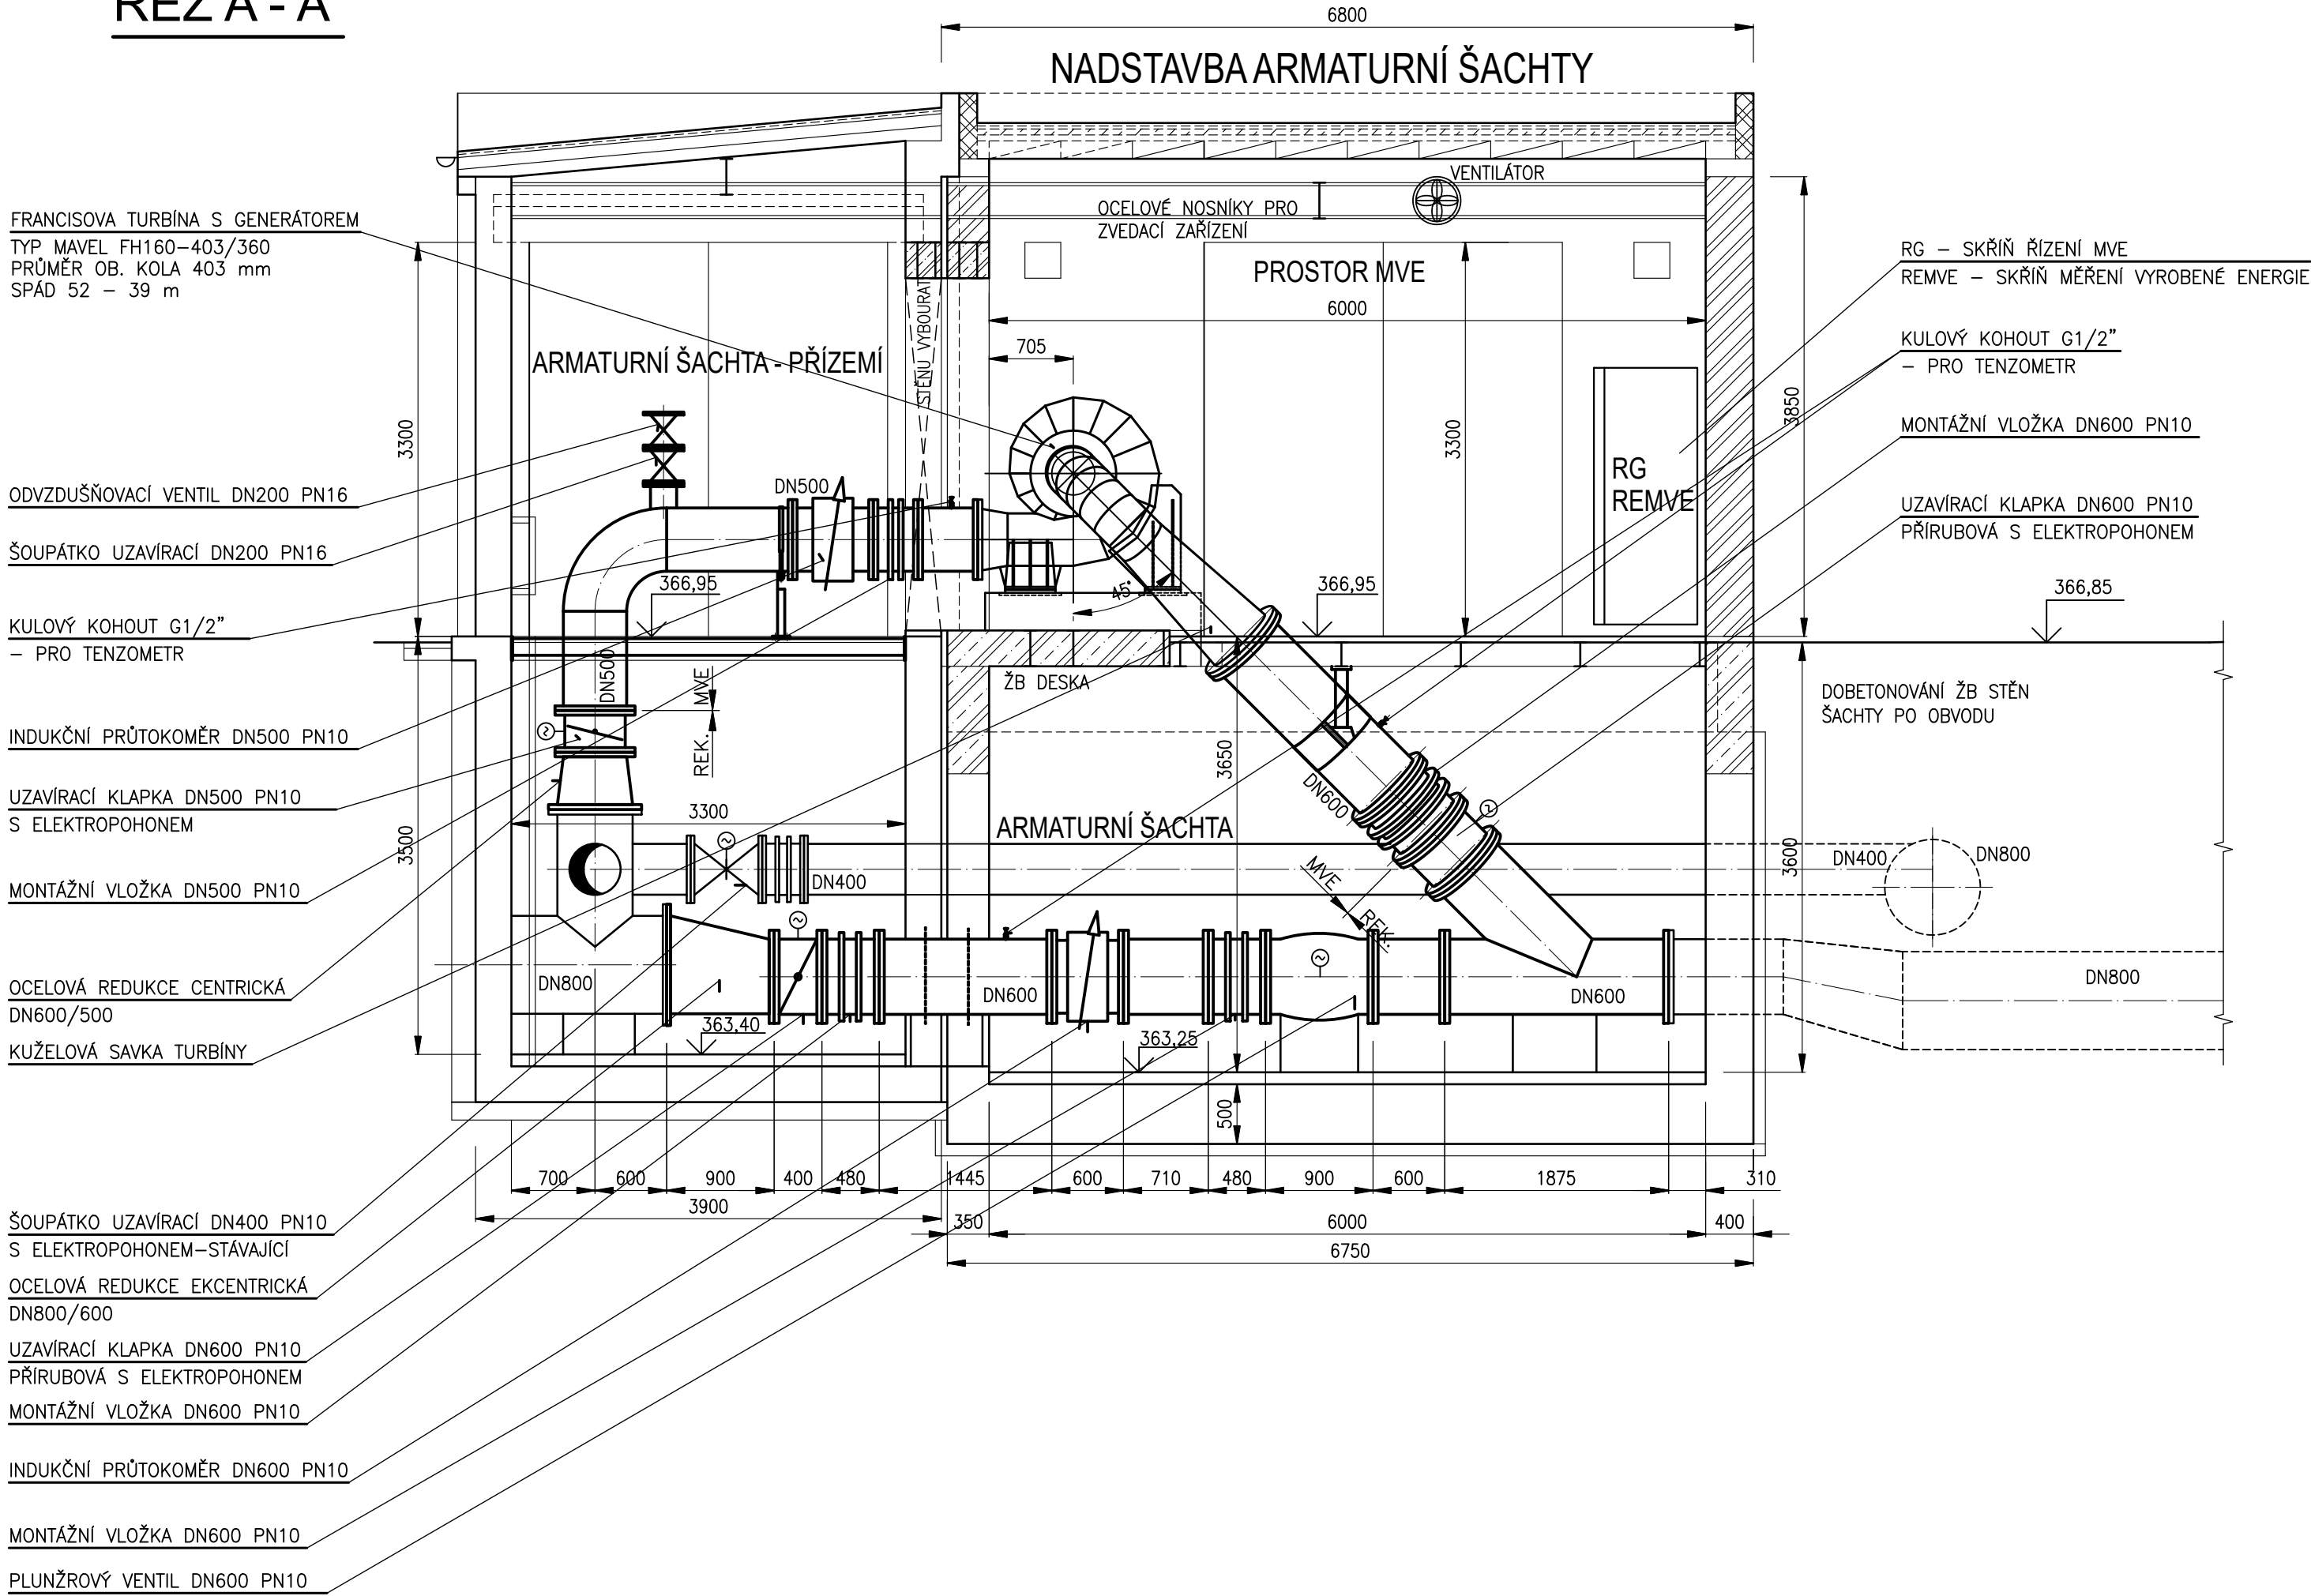 ŘEZ A - A
6800
NADSTAVBA ARMATURNÍ ŠACHTY
VENTILÁTOR
OCELOVÉ NOSNÍKY PRO
ZVEDACÍ ZAŘÍZENÍ
PROSTOR MVE
6000
705
ARMATURNÍ ŠACHTA - PŘÍZEMÍ
STĚNU VYBOURAT
3300
3300
3850
RG
REMVE
DN500
366,95
45°
366,95
366,85
FRANCISOVA TURBÍNA S GENERÁTOREM
TYP MAVEL FH160-403/360
PRŮMĚR OB. KOLA 403 mm
SPÁD 52 - 39 m
ODVZDUŠŇOVACÍ VENTIL DN200 PN16
ŠOUPÁTKO UZAVÍRACÍ DN200 PN16
KULOVÝ KOHOUT G1/2"
- PRO TENZOMETR
INDUKČNÍ PRŮTOKOMĚR DN500 PN10
UZAVÍRACÍ KLAPKA DN500 PN10
S ELEKTROPOHONEM
MONTÁŽNÍ VLOŽKA DN500 PN10
OCELOVÁ REDUKCE CENTRICKÁ
DN600/500
KUŽELOVÁ SAVKA TURBÍNY
ŠOUPÁTKO UZAVÍRACÍ DN400 PN10
S ELEKTROPOHONEM-STÁVAJÍCÍ
OCELOVÁ REDUKCE EKCENTRICKÁ
DN800/600
UZAVÍRACÍ KLAPKA DN600 PN10
PŘÍRUBOVÁ S ELEKTROPOHONEM
MONTÁŽNÍ VLOŽKA DN600 PN10
INDUKČNÍ PRŮTOKOMĚR DN600 PN10
MONTÁŽNÍ VLOŽKA DN600 PN10
PLUNŽROVÝ VENTIL DN600 PN10
RG - SKŘÍŇ ŘÍZENÍ MVE
REMVE - SKŘÍŇ MĚŘENÍ VYROBENÉ ENERGIE
KULOVÝ KOHOUT G1/2"
- PRO TENZOMETR
MONTÁŽNÍ VLOŽKA DN600 PN10
UZAVÍRACÍ KLAPKA DN600 PN10
PŘÍRUBOVÁ S ELEKTROPOHONEM
DOBETONOVÁNÍ ŽB STĚN
ŠACHTY PO OBVODU
DN500
MVE
REK.
ŽB DESKA
3650
3500
3300
ARMATURNÍ ŠACHTA
DN600
MVE
REK.
DN400
DN400
DN800
3600
DN800
DN600
DN600
DN800
363,40
363,25
500
700
600
900
400
480
1445
600
710
480
900
600
1875
310
3900
350
6000
400
6750